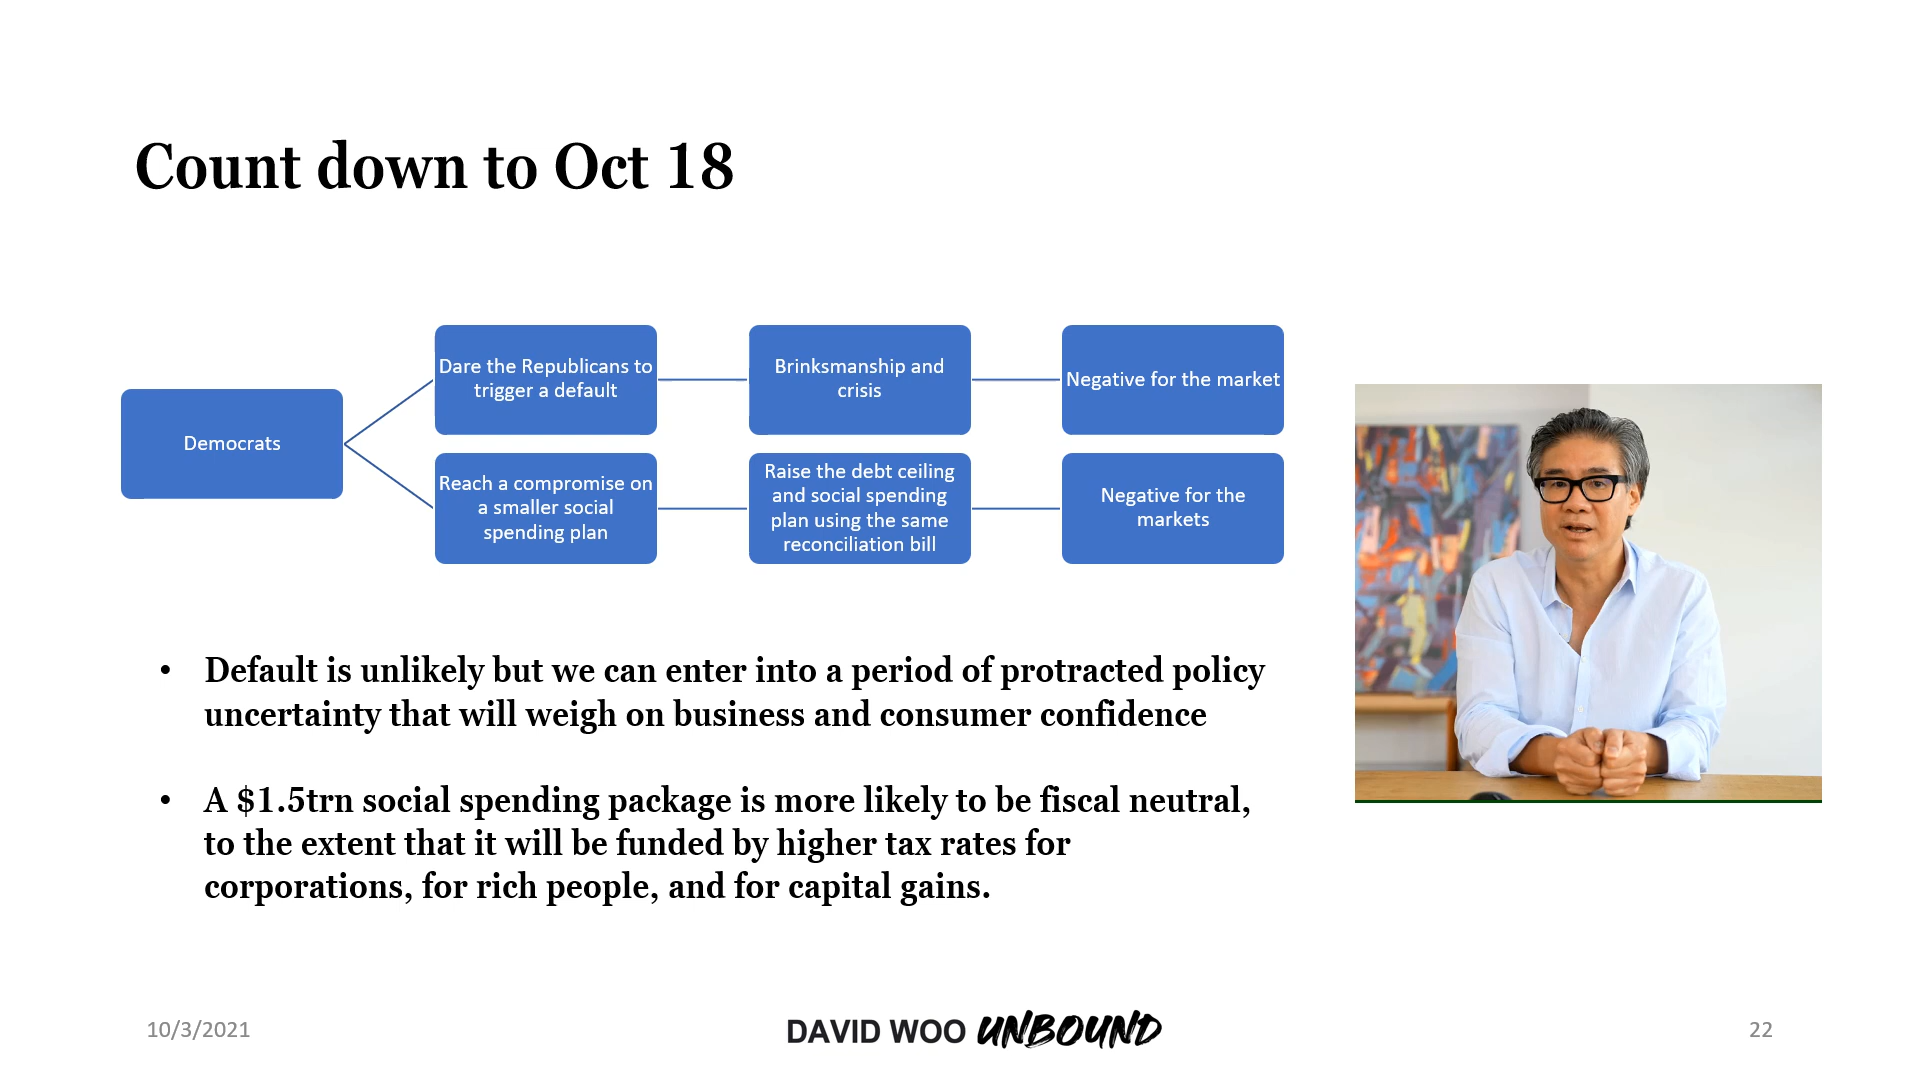 Count down to Oct 18
Democrats
Dare the Republicans to
trigger a default
Brinksmanship and
crisis
Negative for the market
Reach a compromise on
a smaller social
spending plan
Raise the debt ceiling
and social spending
plan using the same
reconciliation bill
Negative for the
markets
• Default is unlikely but we can enter into a period of protracted policy
uncertainty that will weigh on business and consumer confidence
• A $1.5trn social spending package is more likely to be fiscal neutral,
to the extent that it will be funded by higher tax rates for
corporations, for rich people, and for capital gains.
10/3/2021
DAVID WOO UNBOUND
22